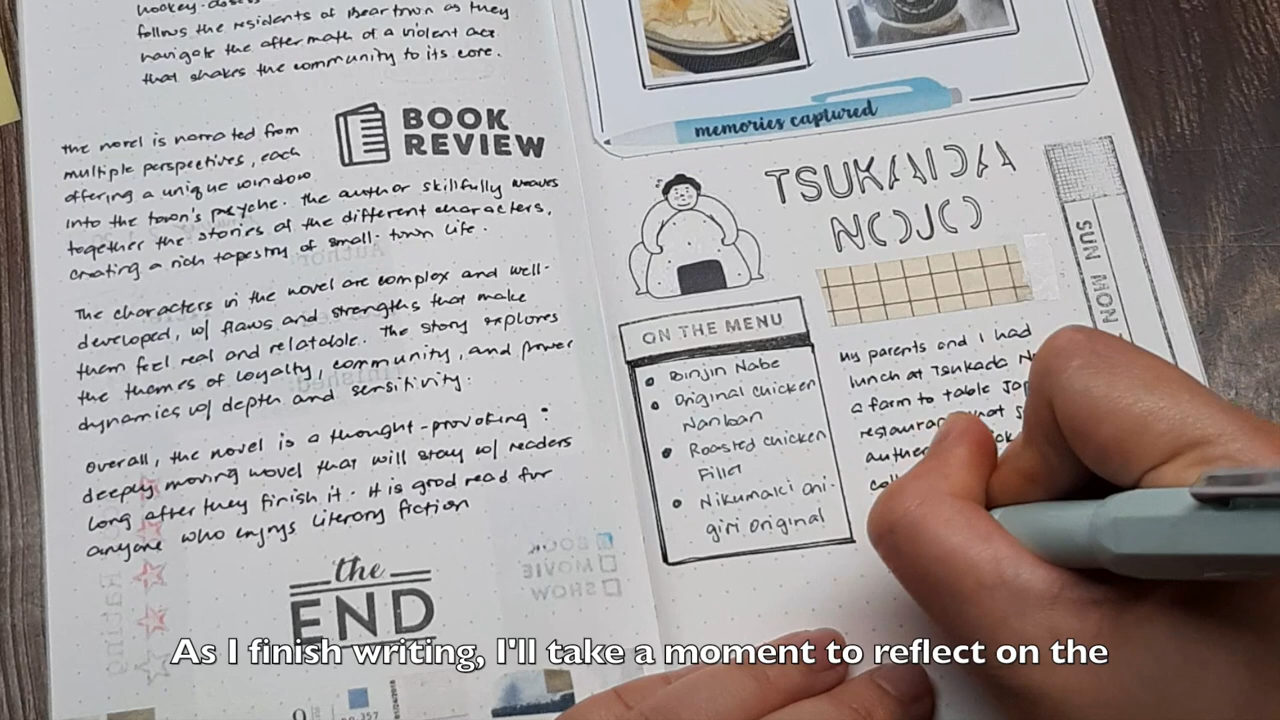 follows the residents of Beartown as they
navigate the aftermath of a violent act
that shakes the community to its core.
BOOK
REVIEW
the novel is narrated from
multiple perspectives, each
offering a unique window
into the town's psyche. the author skillfully weaves
together the stories of the different characters,
creating a rich tapestry of small-town life.
The characters in the novel are complex and well-
developed, w/ flaws and strengths that make
them feel real and relatable. the story explores
the themes of loyalty, community, and power
dynamics w/ depth and sensitivity.
Overall, the novel is a thought-provoking :
deeply moving novel that will stay w/ readers
long after they finish it. It is good read for
anyone who enjoys literary fiction
the
END
BOOK
MOVIE
SHOW
memories captured
TSUKADA
NOJO
SUN MON
ON THE MENU
Binjin Nabe
Original chicken
Nanban
Roasted chicken
Fillet
Nikumaki oni-
giri original
My parents and I had
lunch at Tsukada
a farm to table
As I finish writing, I'll take a moment to reflect on the